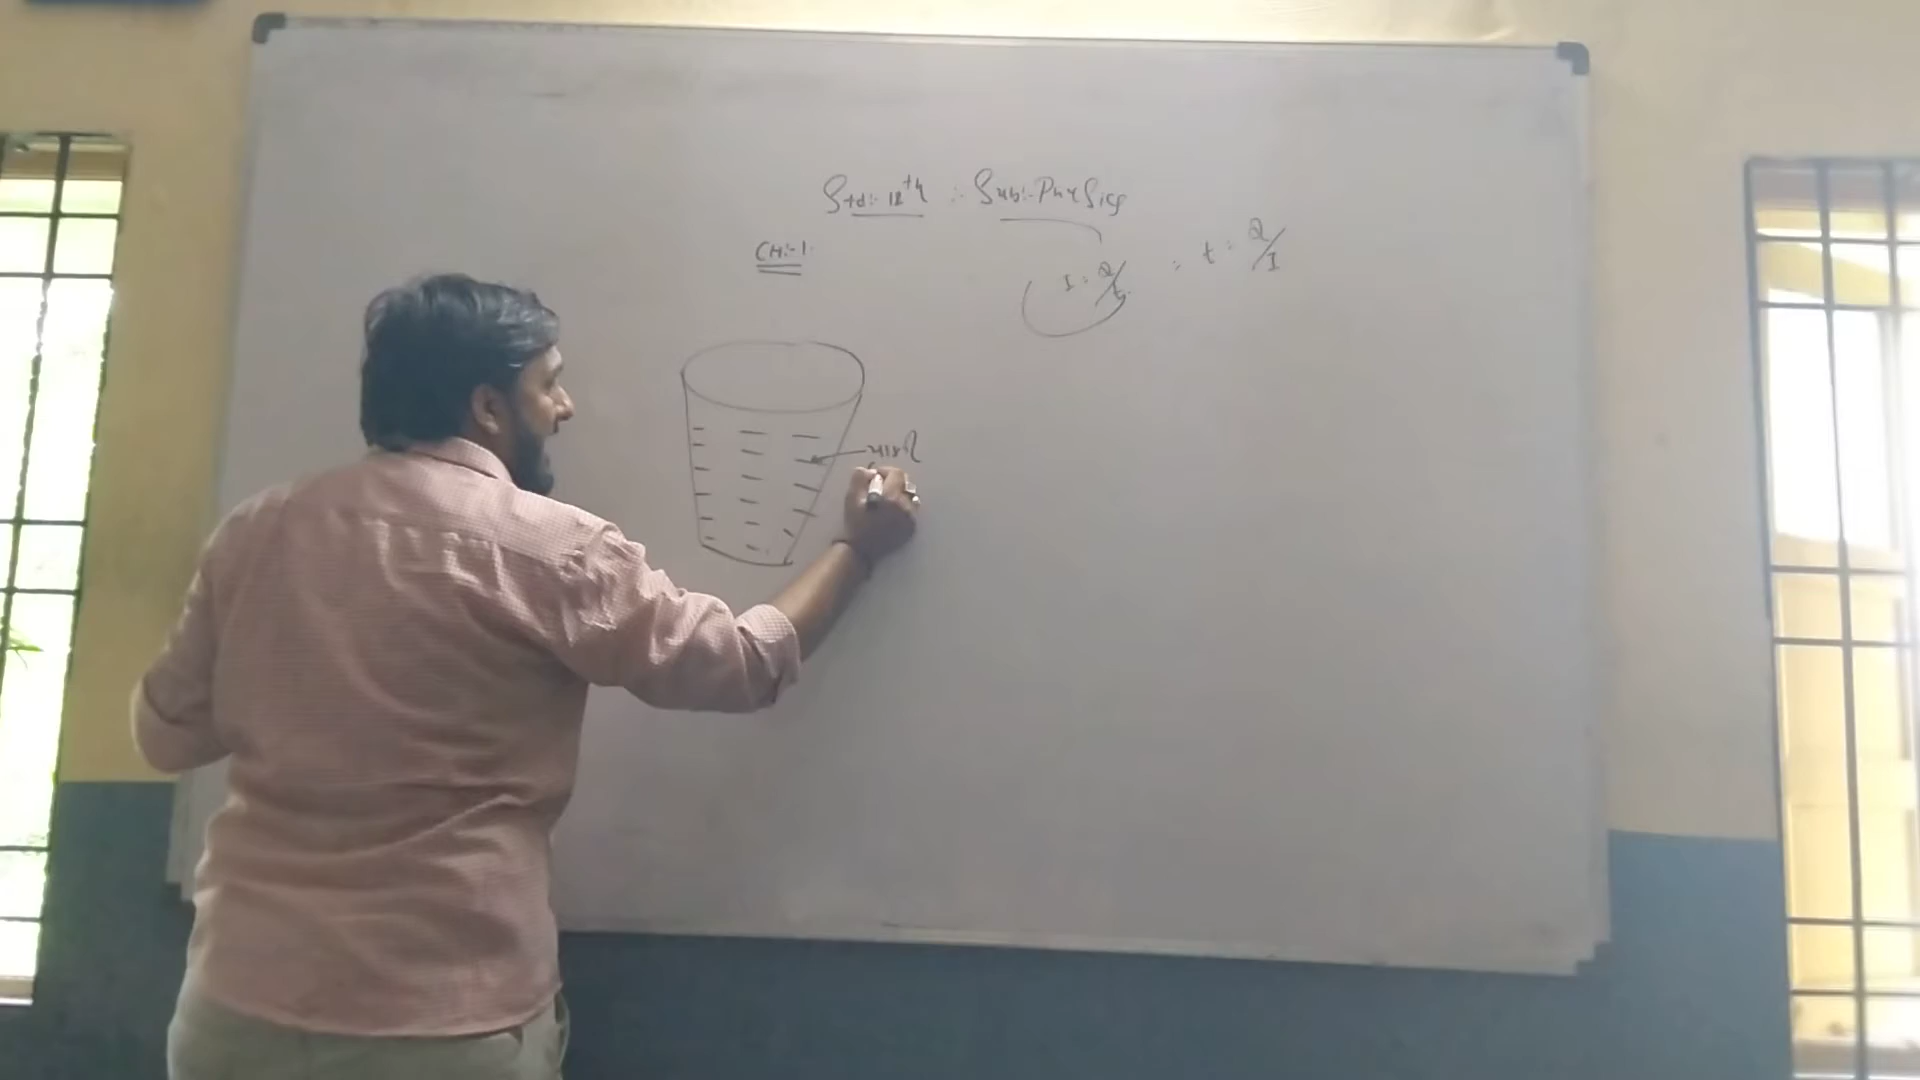 Std:- 12th :- Sub:- Physics
CH:-1.
I = Q/t. = t = Q/I